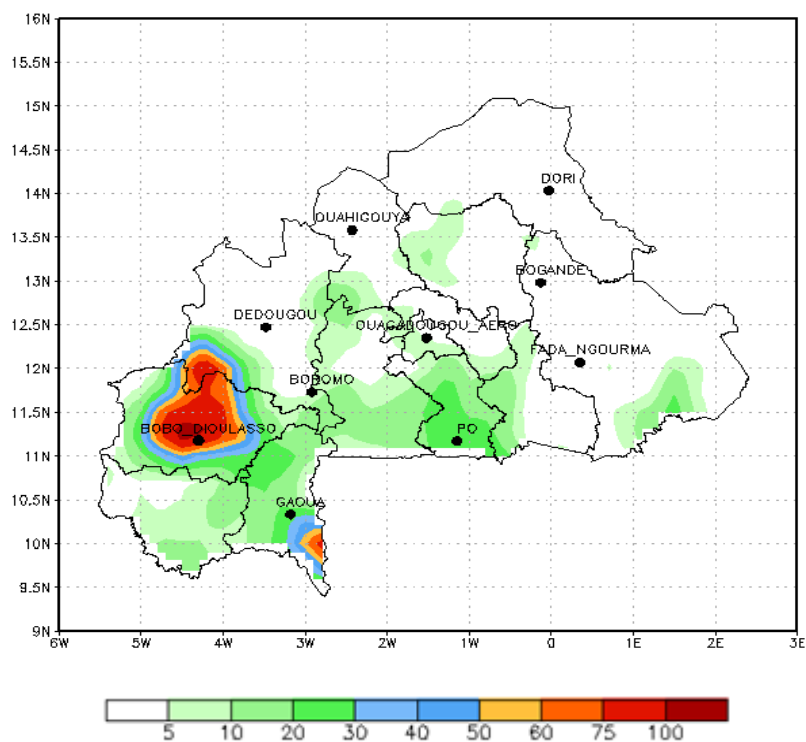 16N
15.5N
15N
14.5N
14N
13.5N
13N
12.5N
12N
11.5N
11N
10.5N
10N
9.5N
9N
DORI
OUAHIGOUYA
BOGANDE
DEDOUGOU
OUAGADOUGOU_AERO
FADA_NGOURMA
BOROMO
BOBO_DIOULASSO
PO
GAOUA
6W 5W 4W 3W 2W 1W 0 1E 2E 3E
5 10 20 30 40 50 60 75 100